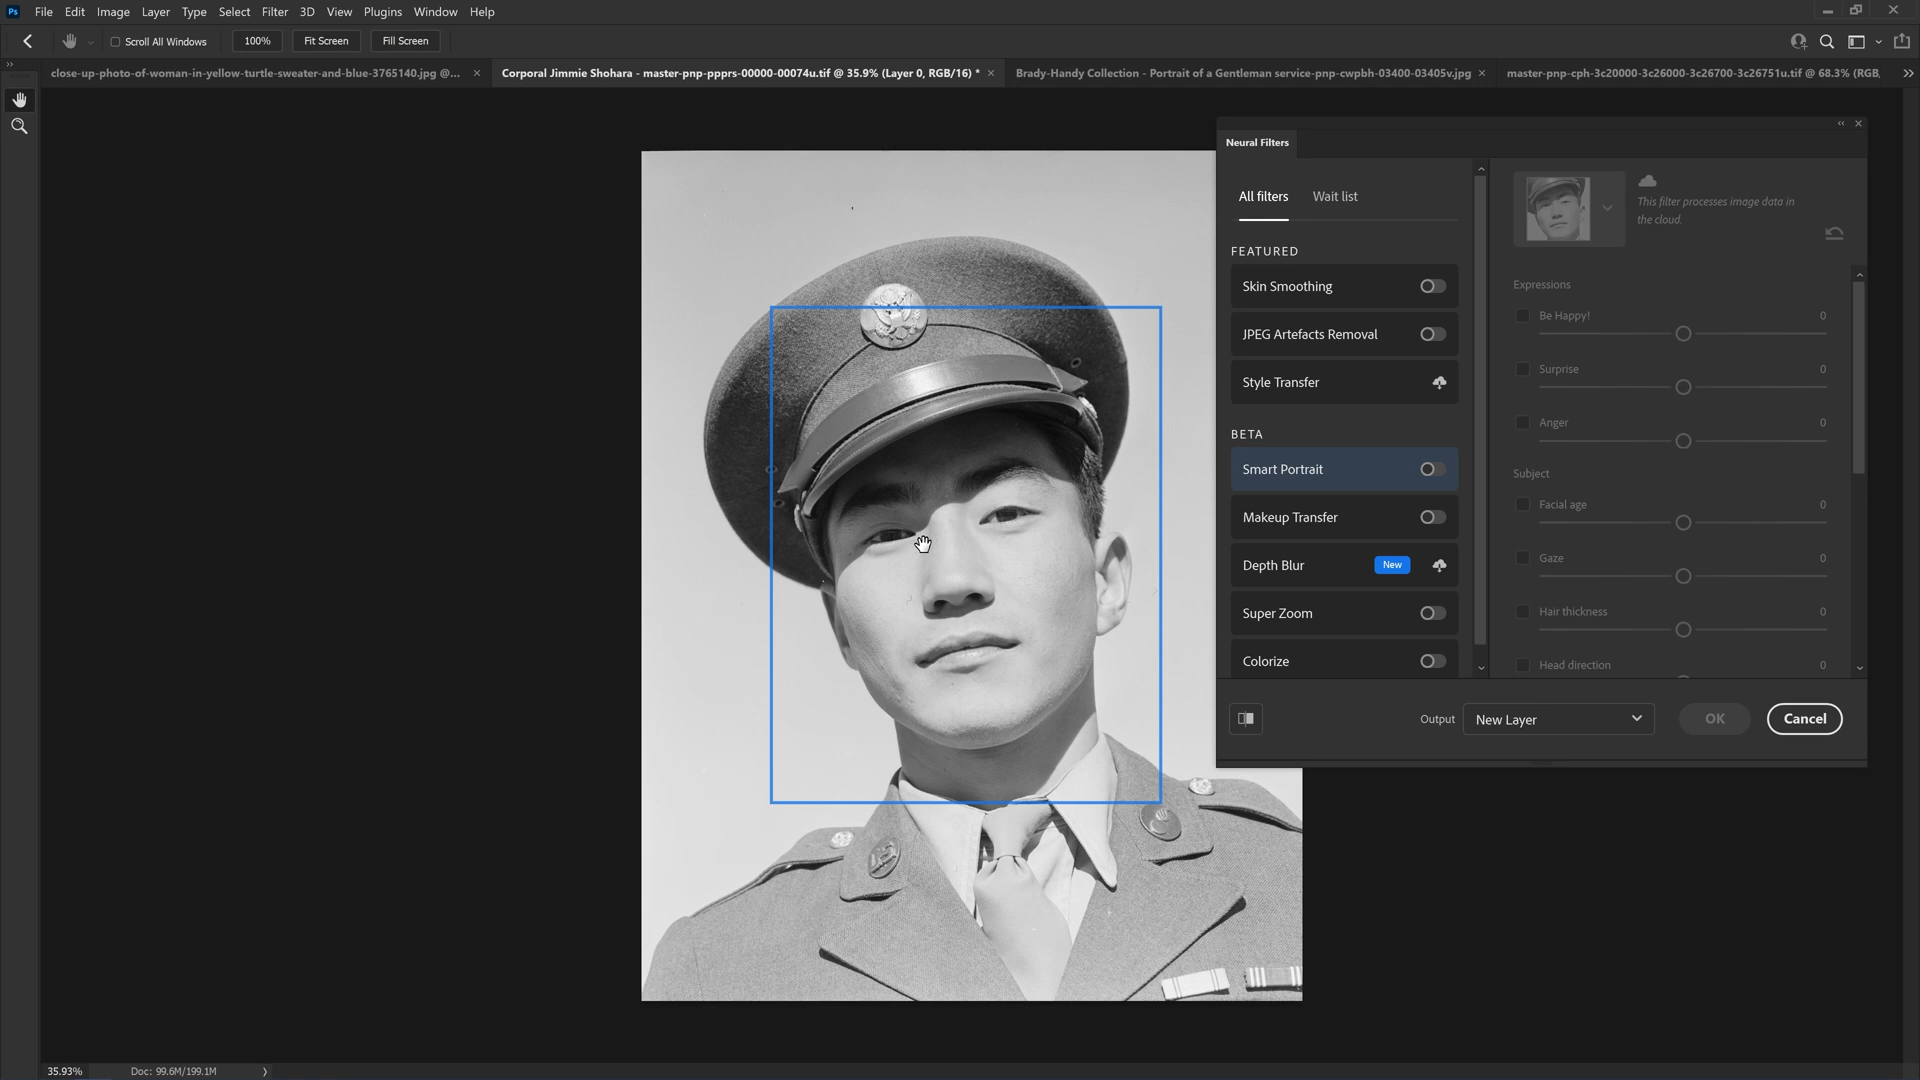 Ps File Edit Image Layer Type Select Filter 3D View Plugins Window Help
Scroll All Windows 100% Fit Screen Fill Screen
close-up-photo-of-woman-in-yellow-turtle-sweater-and-blue-3765140.jpg @... × Corporal Jimmie Shohara - master-pnp-ppprs-00000-00074u.tif @ 35.9% (Layer 0, RGB/16) * × Brady-Handy Collection - Portrait of a Gentleman service-pnp-cwpbh-03400-03405v.jpg × master-pnp-cph-3c20000-3c26000-3c26700-3c26751u.tif @ 68.3% (RGB,
Neural Filters
All filters Wait list
This filter processes image data in
the cloud.
FEATURED
Skin Smoothing
JPEG Artefacts Removal
Style Transfer
BETA
Smart Portrait
Makeup Transfer
Depth Blur New
Super Zoom
Colorize
Expressions
Be Happy! 0
Surprise 0
Anger 0
Subject
Facial age 0
Gaze 0
Hair thickness 0
Head direction 0
Output New Layer OK Cancel
35.93% Doc: 99.6M/199.1M